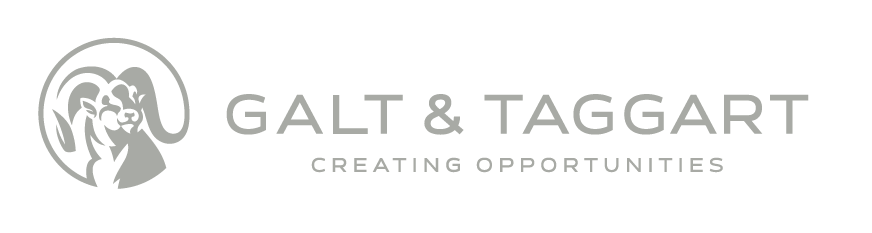 GALT & TAGGART
CREATING OPPORTUNITIES